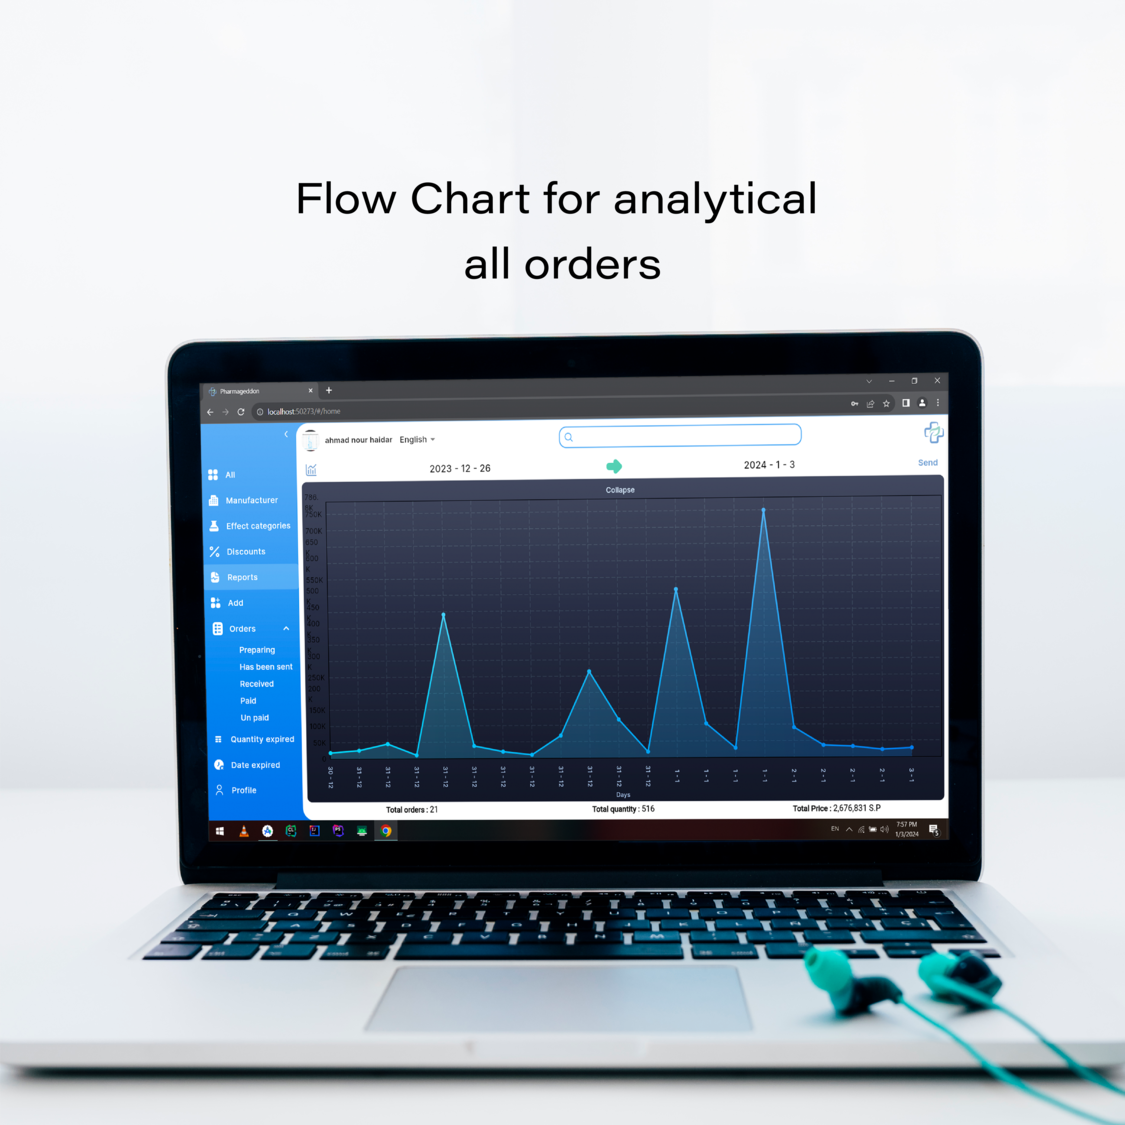 Flow Chart for analytical
all orders
Pharmageddon
localhost:50273/#/home
ahmad nour haidar English
2023 - 12 - 26
2024 - 1 - 3
Send
All
Manufacturer
Effect categories
Discounts
Reports
Add
Orders
Preparing
Has been sent
Received
Paid
Un paid
Quantity expired
Date expired
Profile
Collapse
750K
700K
550K
250K
150K
50K
30 - 12
31 - 12
31 - 12
31 - 12
31 - 12
31 - 12
31 - 12
31 - 12
31 - 12
31 - 12
31 - 12
31 - 12
1 - 1
1 - 1
1 - 1
1 - 1
2 - 1
2 - 1
2 - 1
2 - 1
3 - 1
Days
Total orders : 21
Total quantity : 516
Total Price : 2,676,831 S.P
EN
7:57 PM
1/3/2024